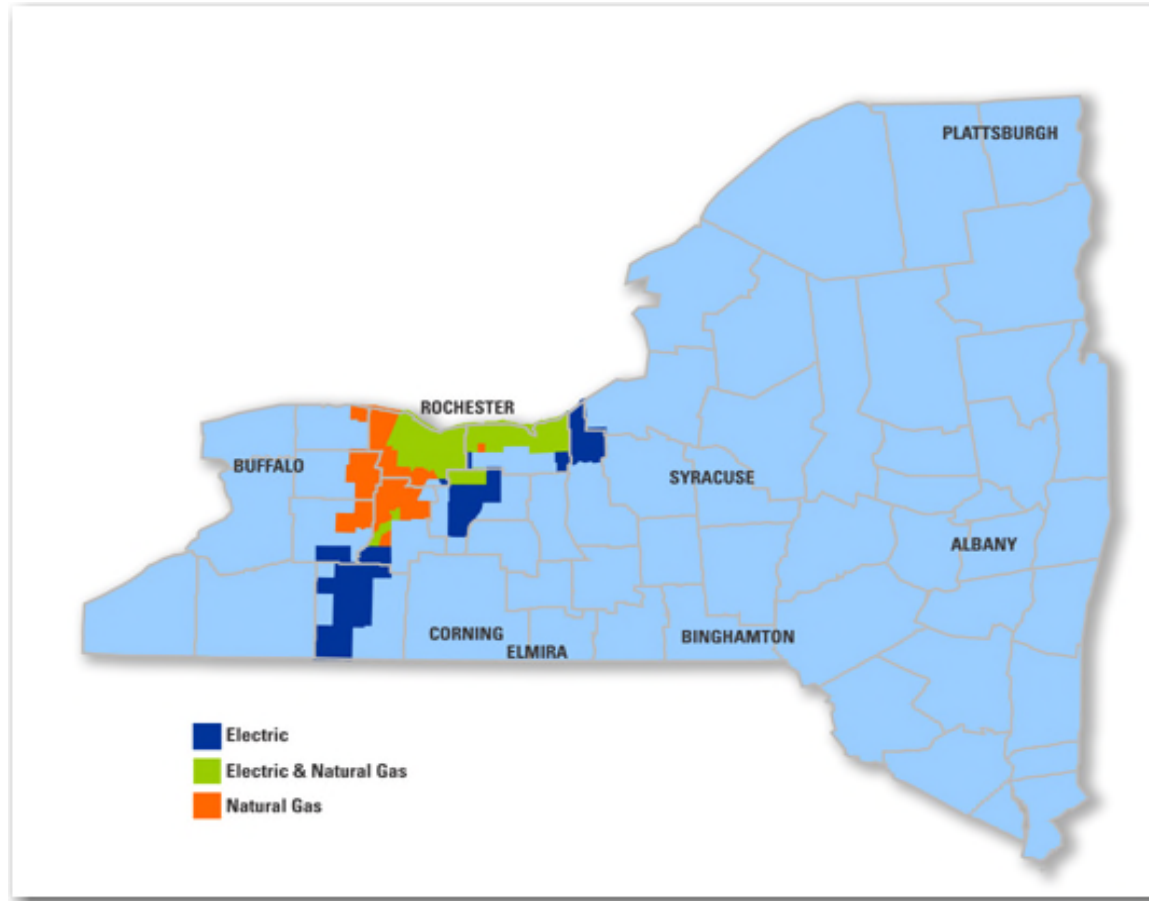 PLATTSBURGH
ROCHESTER
BUFFALO
SYRACUSE
ALBANY
CORNING
ELMIRA
BINGHAMTON
Electric
Electric & Natural Gas
Natural Gas